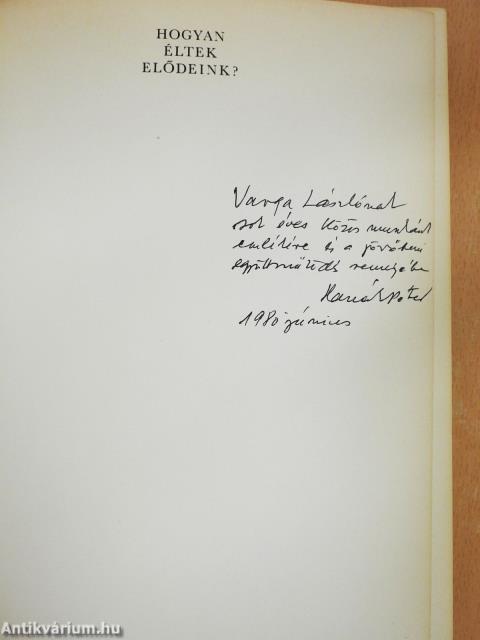 HOGYAN
ÉLTEK
ELŐDEINK?
Varga Lászlónak
sok éves közös munkánk
emlékére és a jövőbeni
együttműködés reményében
Hanák Péter
1980 június
Antikvárium.hu